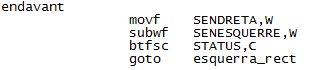 endavant
movf SENDRETA,W
subwf SENESQUERRE,W
btfsc STATUS,C
goto esquerra_rect